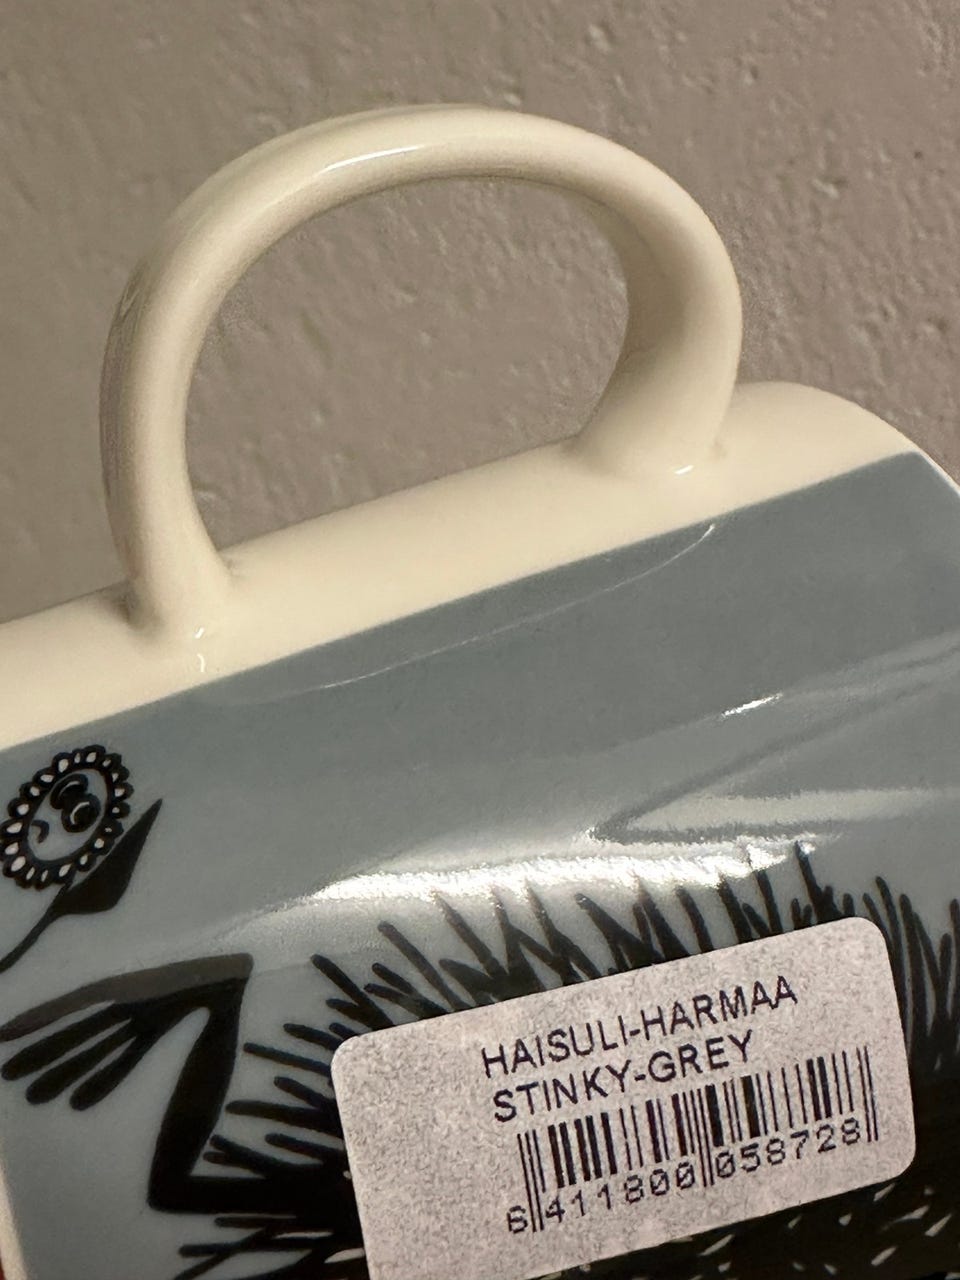 HAISULI-HARMAA
STINKY-GREY
6 411800 058728